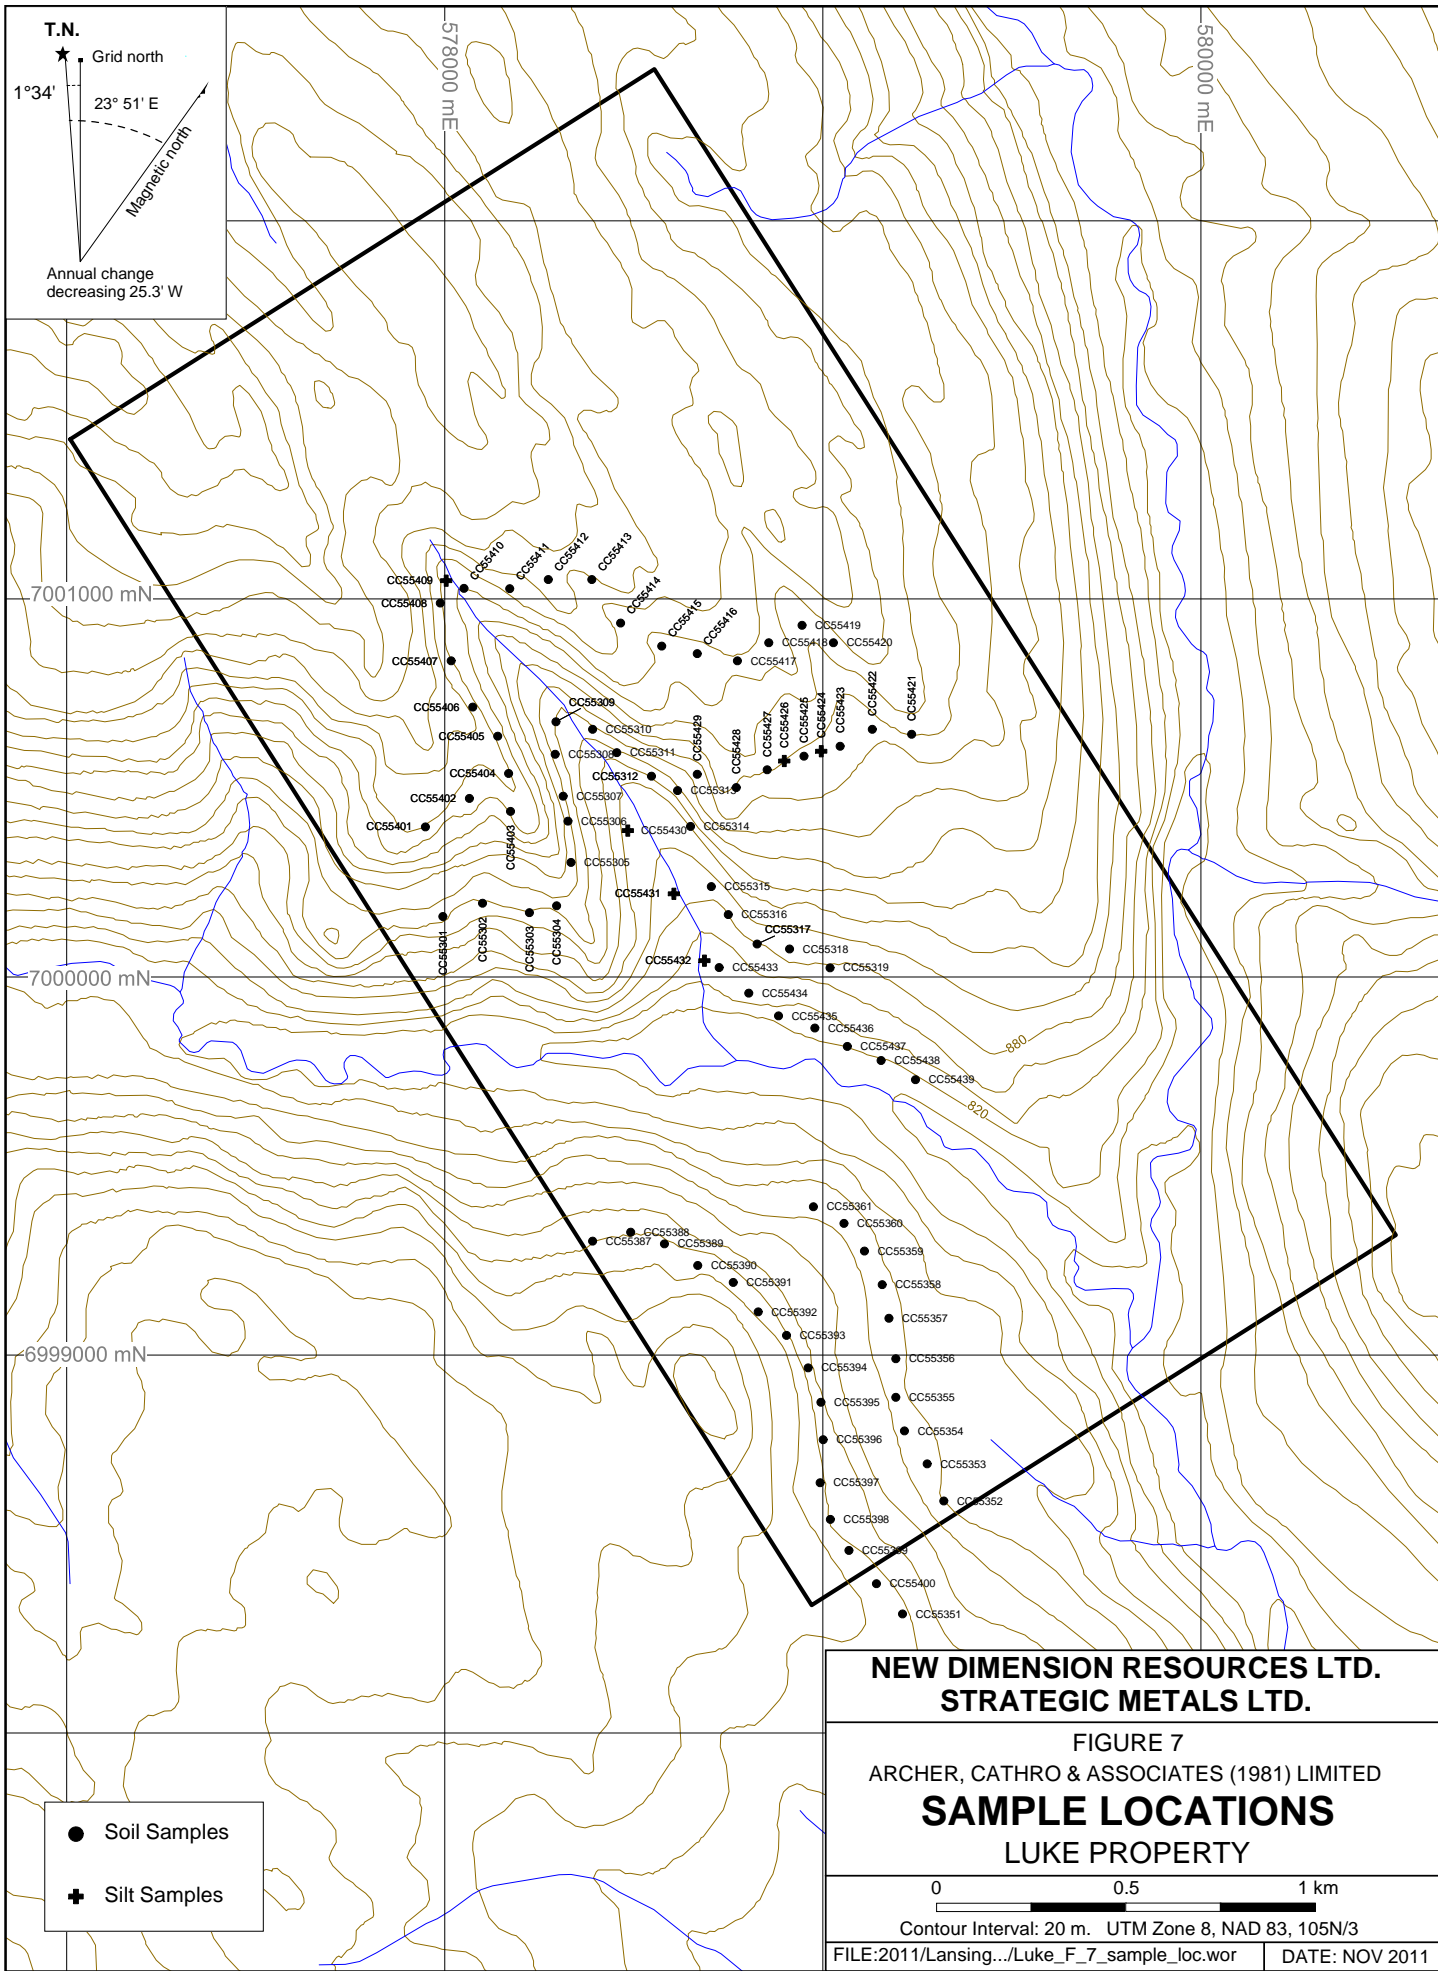 T.N.
Grid north
1°34'
23° 51' E
Magnetic north
Annual change
decreasing 25.3' W
578000 mE
580000 mE
7001000 mN
7000000 mN
6999000 mN
CC55409
CC55410
CC55411
CC55412
CC55413
CC55408
CC55414
CC55415
CC55416
CC55419
CC55418
CC55420
CC55417
CC55407
CC55406
CC55405
CC55404
CC55402
CC55401
CC55403
CC55309
CC55310
CC55308
CC55311
CC55312
CC55307
CC55313
CC55306
CC55430
CC55314
CC55305
CC55429
CC55428
CC55427
CC55426
CC55425
CC55424
CC55423
CC55422
CC55421
CC55431
CC55315
CC55316
CC55317
CC55318
CC55319
CC55301
CC55302
CC55303
CC55304
CC55432
CC55433
CC55434
CC55435
CC55436
CC55437
CC55438
CC55439
880
820
CC55361
CC55360
CC55359
CC55358
CC55357
CC55356
CC55355
CC55354
CC55353
CC55352
CC55387
CC55388
CC55389
CC55390
CC55391
CC55392
CC55393
CC55394
CC55395
CC55396
CC55397
CC55398
CC55399
CC55400
CC55351
Soil Samples
Silt Samples
NEW DIMENSION RESOURCES LTD.
STRATEGIC METALS LTD.
FIGURE 7
ARCHER, CATHRO & ASSOCIATES (1981) LIMITED
SAMPLE LOCATIONS
LUKE PROPERTY
0 0.5 1 km
Contour Interval: 20 m. UTM Zone 8, NAD 83, 105N/3
FILE:2011/Lansing.../Luke_F_7_sample_loc.wor
DATE: NOV 2011